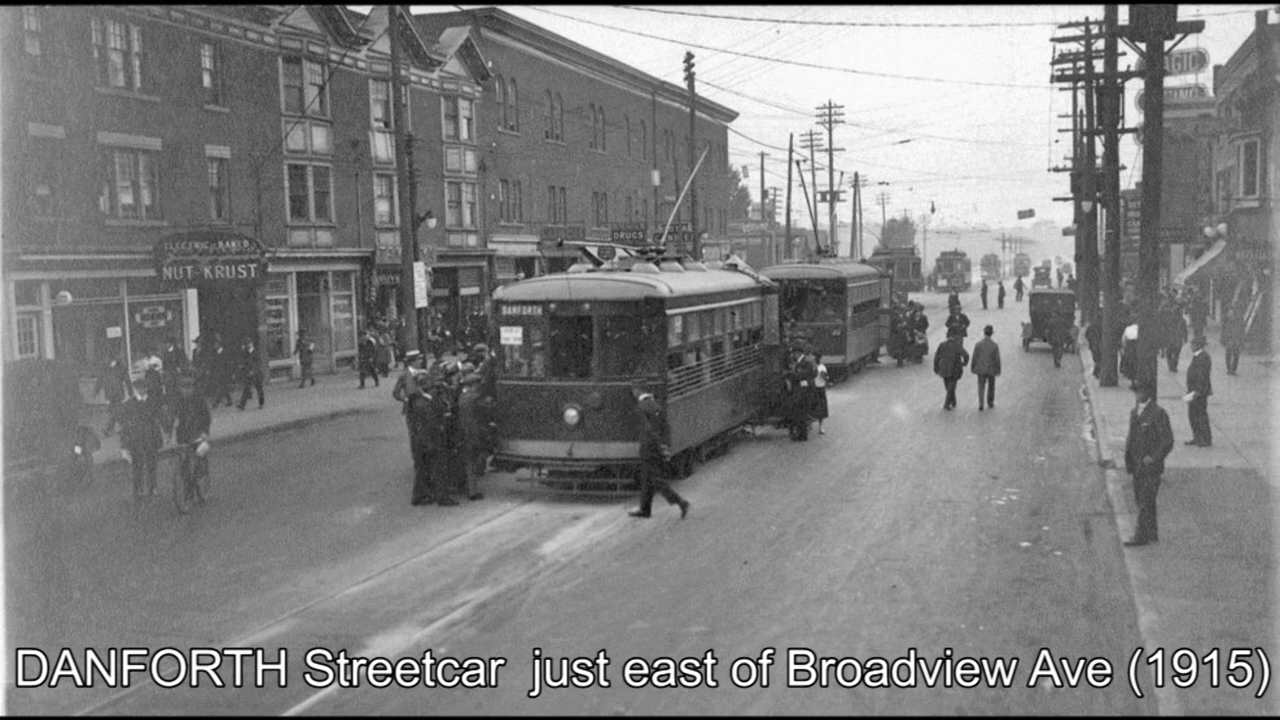 ELECTRIC BAKED
NUT-KRUST
DRUGS
DANFORTH
DANFORTH Streetcar just east of Broadview Ave (1915)